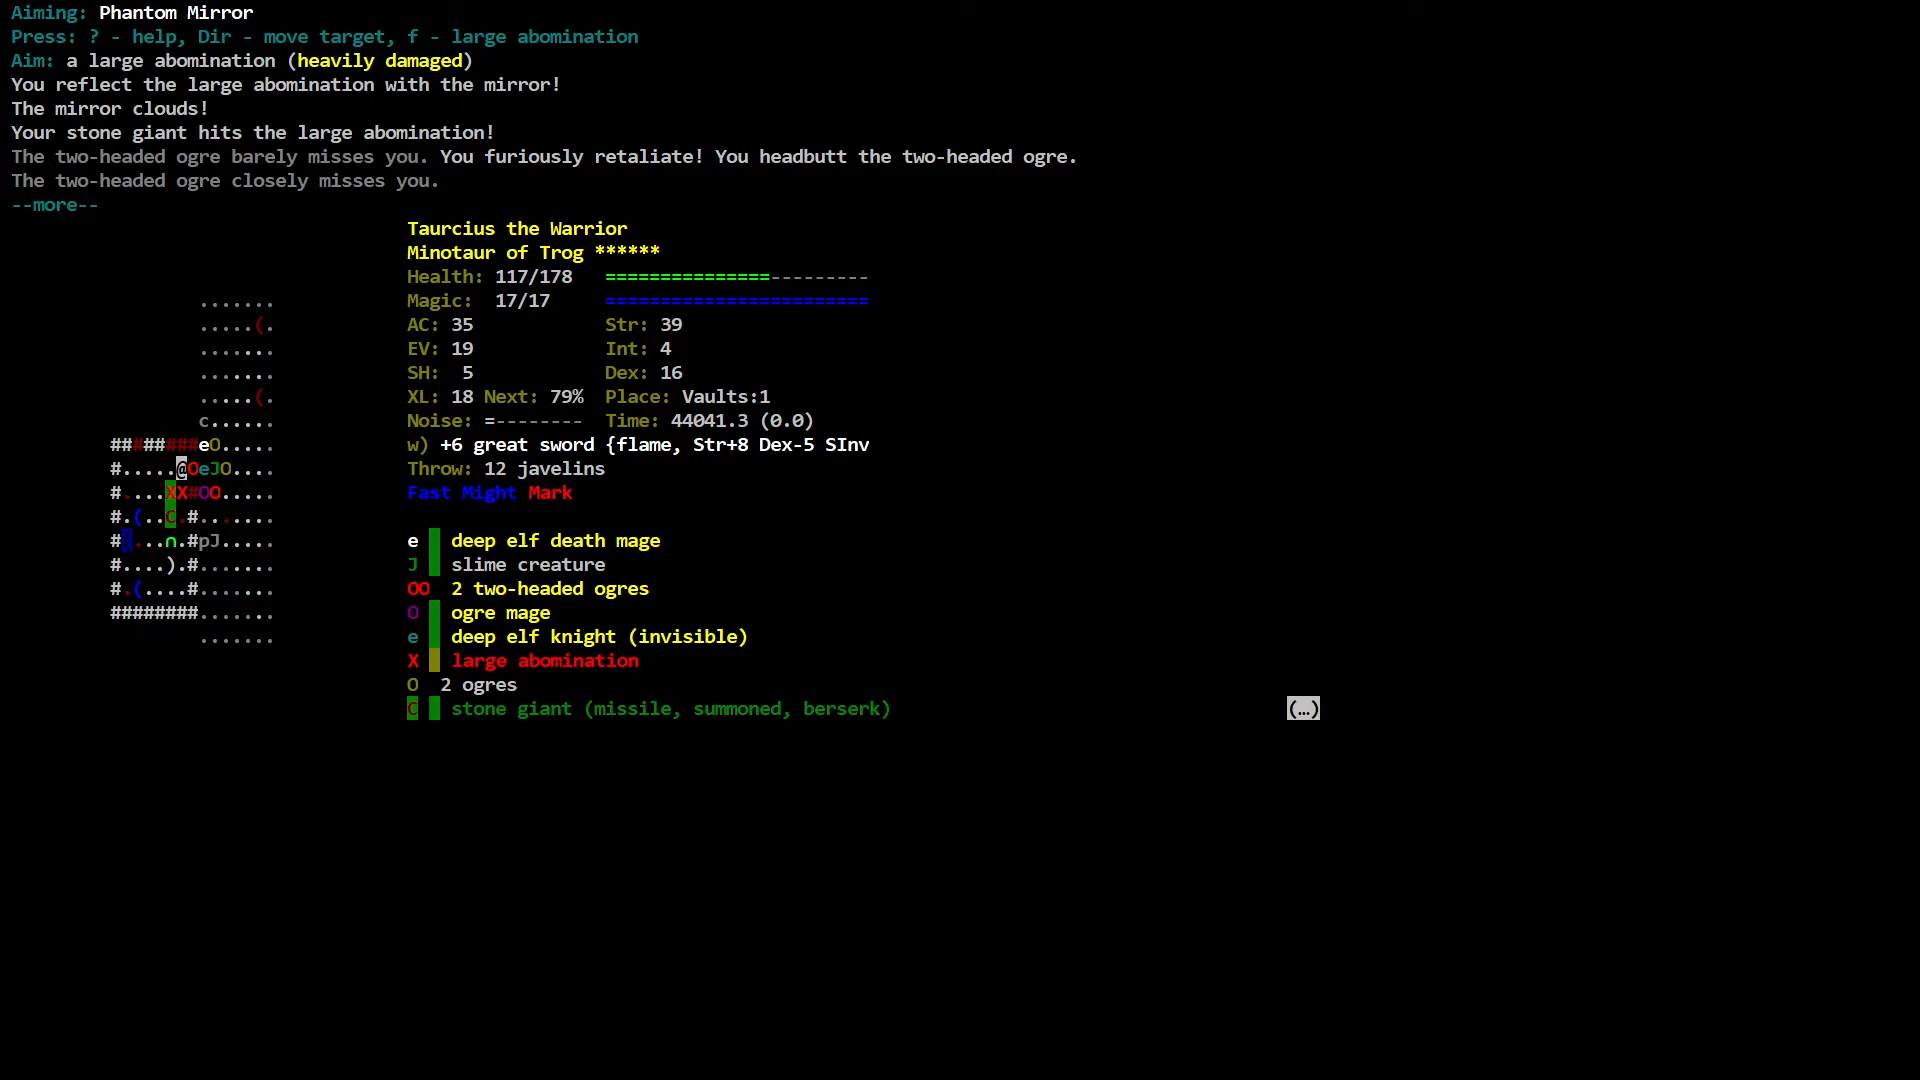 Aiming: Phantom Mirror
Press: ? - help, Dir - move target, f - large abomination
Aim: a large abomination (heavily damaged)
You reflect the large abomination with the mirror!
The mirror clouds!
Your stone giant hits the large abomination!
The two-headed ogre barely misses you. You furiously retaliate! You headbutt the two-headed ogre.
The two-headed ogre closely misses you.
--more--
Taurcius the Warrior
Minotaur of Trog ******
Health: 117/178 ===============---------
Magic: 17/17 ========================
.......
AC: 35 Str: 39
.....(.
EV: 19 Int: 4
.......
SH: 5 Dex: 16
.......
XL: 18 Next: 79% Place: Vaults:1
.....(.
Noise: =-------- Time: 44041.3 (0.0)
c......
w) +6 great sword {flame, Str+8 Dex-5 SInv
########eO.....
Throw: 12 javelins
#.....@OeJO....
Fast Might Mark
#....XX#OO.....
#.(..C.#.......
e deep elf death mage
#...n.#pJ.....
J slime creature
#....).#.......
OO 2 two-headed ogres
#.(....#.......
O ogre mage
########.......
e deep elf knight (invisible)
.......
X large abomination
O 2 ogres
C stone giant (missile, summoned, berserk)
(…)